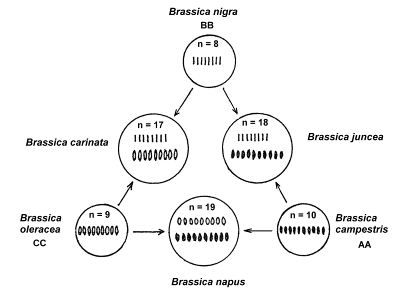 Brassica nigra
BB
n = 8
n = 17
n = 18
Brassica carinata
Brassica juncea
Brassica
oleracea
CC
n = 9
n = 19
n = 10
Brassica
campestris
AA
Brassica napus